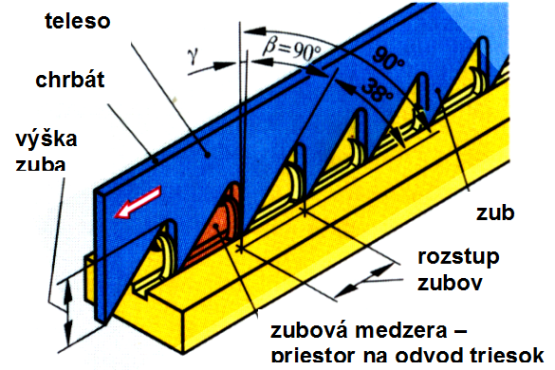 teleso
chrbát
výška
zuba
γ
β=90°
90°
38°
zub
rozstup
zubov
zubová medzera –
priestor na odvod triesok